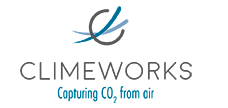 CLIMEWORKS
Capturing CO₂ from air